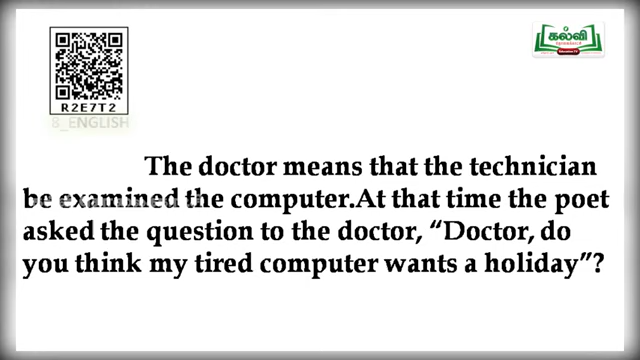 கல்வி
R2E7T2
8_ENGLISH
The doctor means that the technician
be examined the computer.At that time the poet
asked the question to the doctor, “Doctor, do
you think my tired computer wants a holiday”?